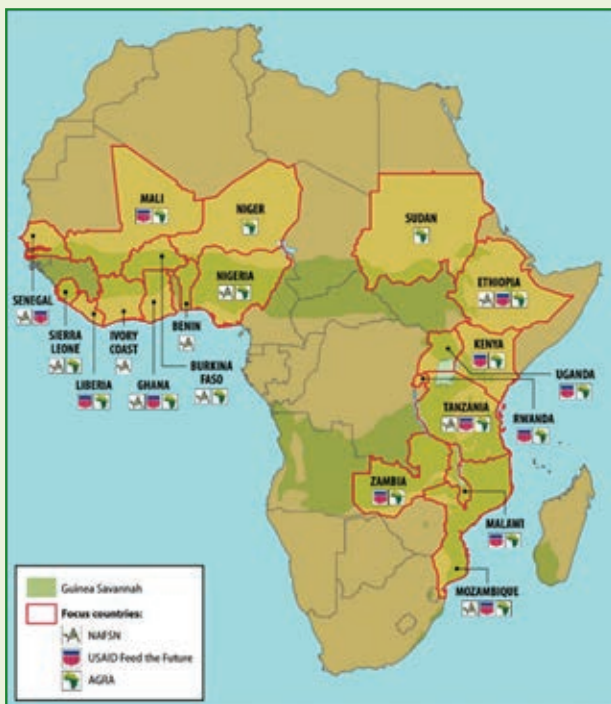 MALI
NIGER
SUDAN
NIGERIA
ETHIOPIA
SENEGAL
SIERRA
LEONE
LIBERIA
IVORY
COAST
GHANA
BENIN
BURKINA
FASO
KENYA
UGANDA
TANZANIA
RWANDA
ZAMBIA
MALAWI
MOZAMBIQUE
Guinea Savannah
Focus countries:
NAFSN
USAID Feed the Future
AGRA